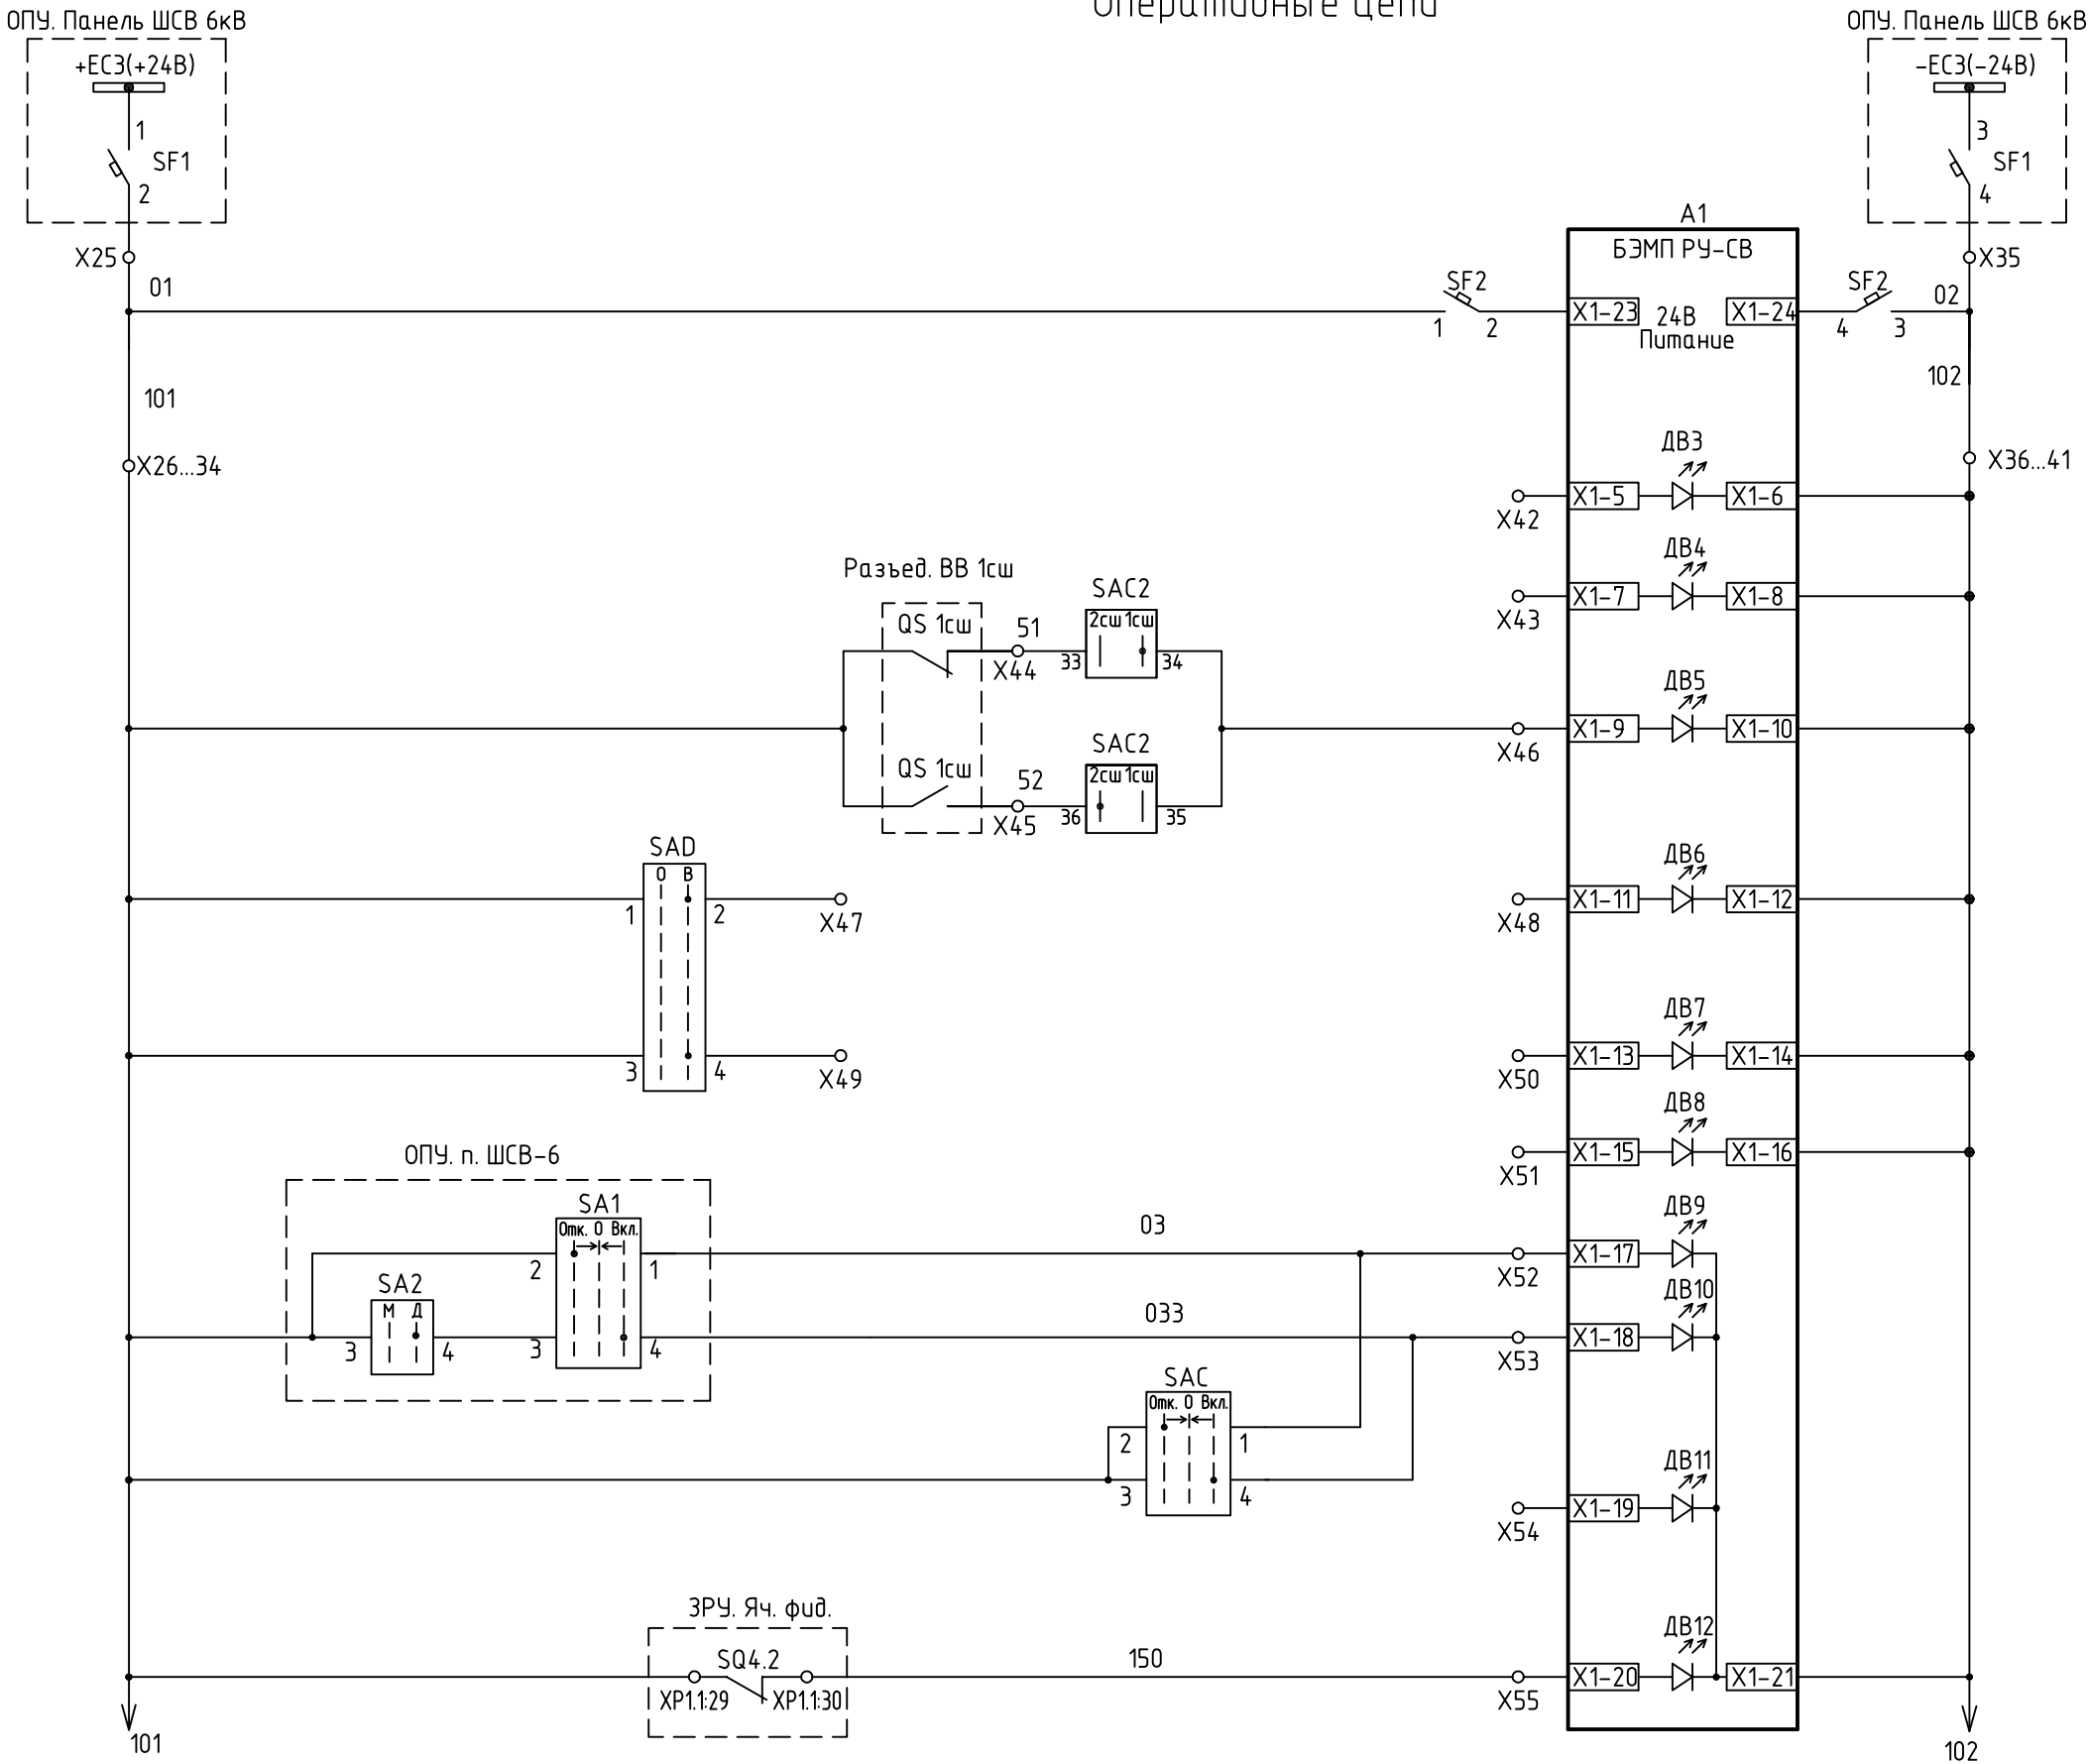 Оперативные цепи
ОПУ. Панель ШСВ 6кВ
ОПУ. Панель ШСВ 6кВ
+ЕС3(+24В)
-ЕС3(-24В)
1
SF1
2
3
SF1
4
А1
БЭМП РУ-СВ
X25
X35
01
SF2
1
2
X1-23
24В
Питание
X1-24
SF2
4
3
02
101
102
X26...34
X36...41
ДВ3
X42
X1-5
X1-6
ДВ4
X43
X1-7
X1-8
Разъед. ВВ 1сш
QS 1сш
51
X44
SAC2
2сш 1сш
33
34
ДВ5
X46
X1-9
X1-10
QS 1сш
52
X45
SAC2
2сш 1сш
36
35
SAD
О В
1
2
X47
ДВ6
X48
X1-11
X1-12
3
4
X49
ДВ7
X50
X1-13
X1-14
ДВ8
X51
X1-15
X1-16
ОПУ. п. ШСВ-6
SA1
Отк. О Вкл.
2
1
03
ДВ9
X52
X1-17
SA2
М Д
3
4
3
4
033
ДВ10
X53
X1-18
SAC
Отк. О Вкл.
2
1
3
4
ДВ11
X54
X1-19
ЗРУ. Яч. фид.
SQ4.2
XP1.1:29
XP1.1:30
150
ДВ12
X55
X1-20
X1-21
101
102